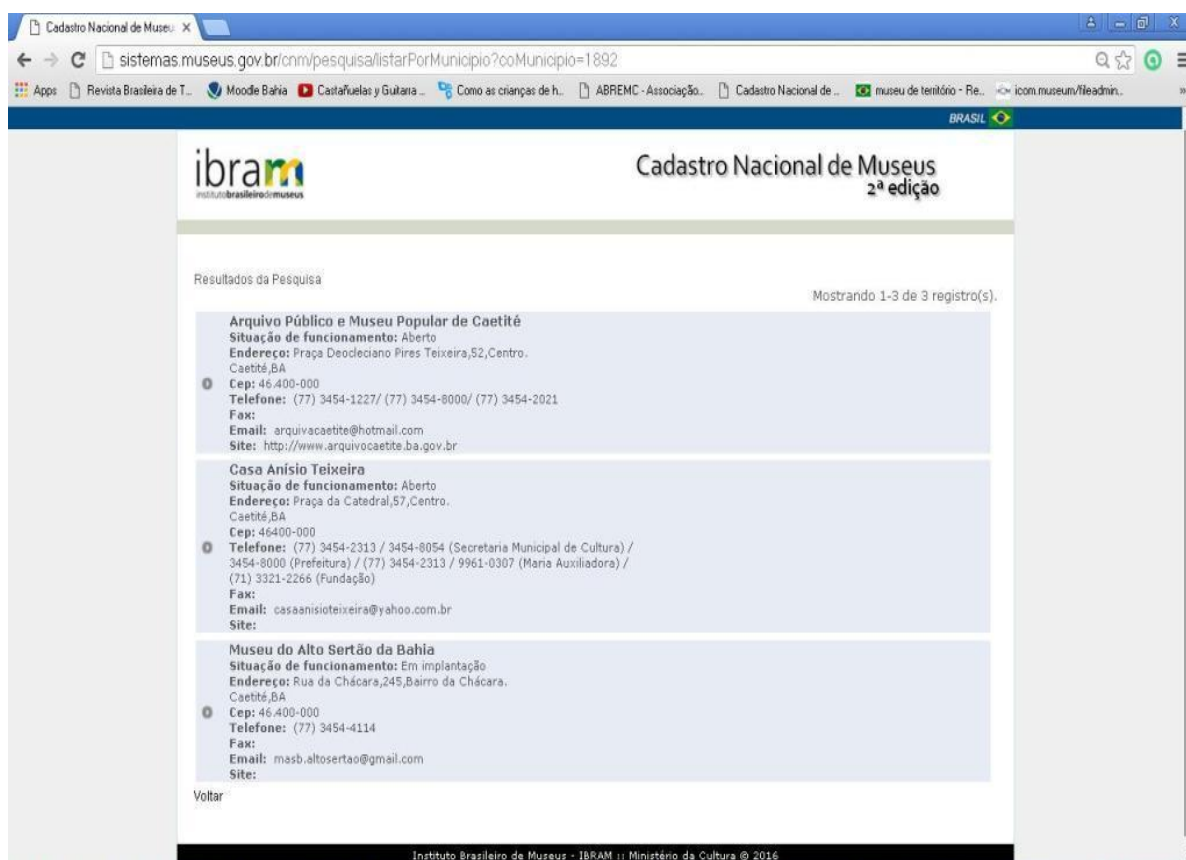 Cadastro Nacional de Museu
sistemas.museus.gov.br/cnm/pesquisa/listarPorMunicipio?coMunicipio=1892
Apps Revista Brasileira de T... Moodle Bahia Castañuelas y Guitarra ... Como as crianças de h... ABREMC - Associação... Cadastro Nacional de ... museu de território - Re... icom.museum/fileadmin... »
BRASIL
ibram
institutobrasileirodemuseus
Cadastro Nacional de Museus
2ª edição
Resultados da Pesquisa
Mostrando 1-3 de 3 registro(s).
Arquivo Público e Museu Popular de Caetité
Situação de funcionamento: Aberto
Endereço: Praça Deocleciano Pires Teixeira,52,Centro.
Caetité,BA
Cep: 46.400-000
Telefone: (77) 3454-1227/ (77) 3454-8000/ (77) 3454-2021
Fax:
Email: arquivacaetite@hotmail.com
Site: http://www.arquivocaetite.ba.gov.br
Casa Anísio Teixeira
Situação de funcionamento: Aberto
Endereço: Praça da Catedral,57,Centro.
Caetité,BA
Cep: 46400-000
Telefone: (77) 3454-2313 / 3454-8054 (Secretaria Municipal de Cultura) /
3454-8000 (Prefeitura) / (77) 3454-2313 / 9961-0307 (Maria Auxiliadora) /
(71) 3321-2266 (Fundação)
Fax:
Email: casaanisioteixeira@yahoo.com.br
Site:
Museu do Alto Sertão da Bahia
Situação de funcionamento: Em implantação
Endereço: Rua da Chácara,245,Bairro da Chácara.
Caetité,BA
Cep: 46.400-000
Telefone: (77) 3454-4114
Fax:
Email: masb.altosertao@gmail.com
Site:
Voltar
Instituto Brasileiro de Museus - IBRAM :: Ministério da Cultura © 2016